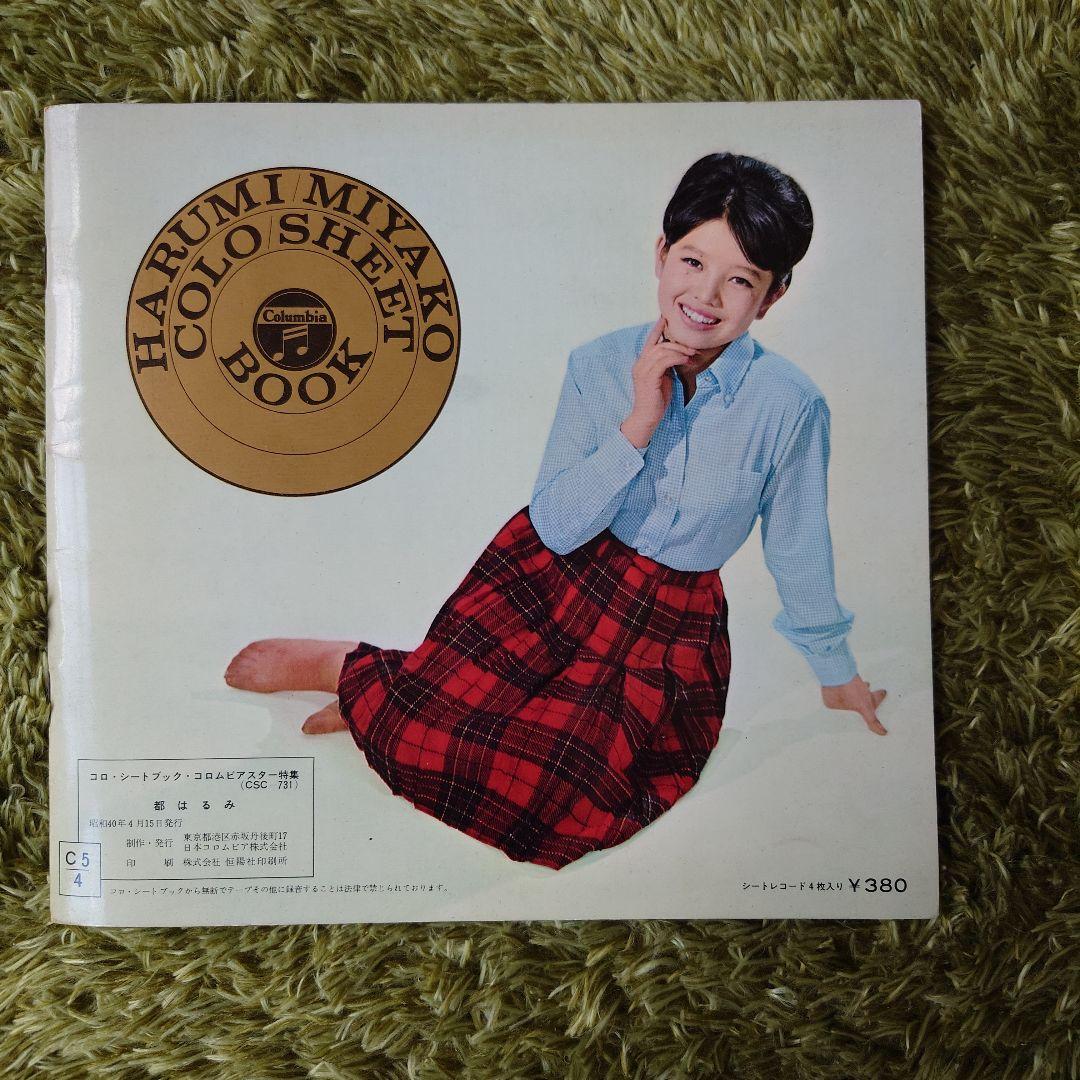 HARUMI/MIYAKO
COLO/SHEET
BOOK
Columbia
コロ・シートブック・コロムビアスター特集
(CSC 731)
都はるみ
昭和40年4月15日発行
制作・発行 東京都港区赤坂丹後町17
日本コロムビア株式会社
印刷 株式会社 恒陽社印刷所
C 5
4
コロ・シートブックから無断でテープその他に録音することは法律で禁じられております。
シートレコード4枚入り ¥380